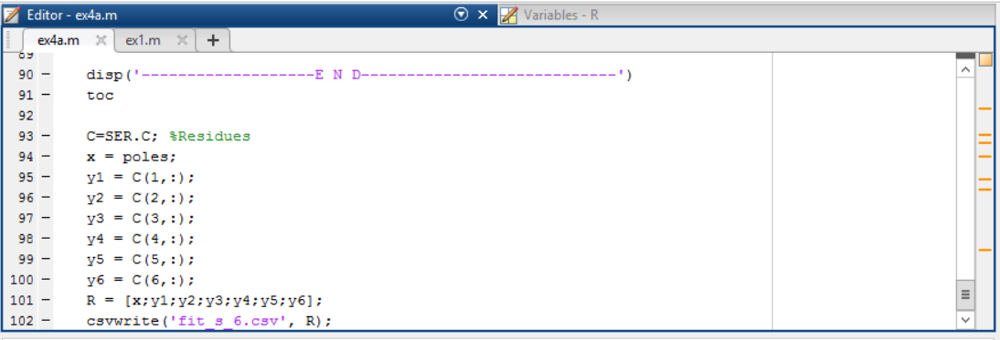 Editor - ex4a.m
Variables - R
ex4a.m
ex1.m
89
90 - disp('-------------------E N D----------------------------')
91 - toc
92
93 - C=SER.C; %Residues
94 - x = poles;
95 - y1 = C(1,:);
96 - y2 = C(2,:);
97 - y3 = C(3,:);
98 - y4 = C(4,:);
99 - y5 = C(5,:);
100 - y6 = C(6,:);
101 - R = [x;y1;y2;y3;y4;y5;y6];
102 - csvwrite('fit_s_6.csv', R);